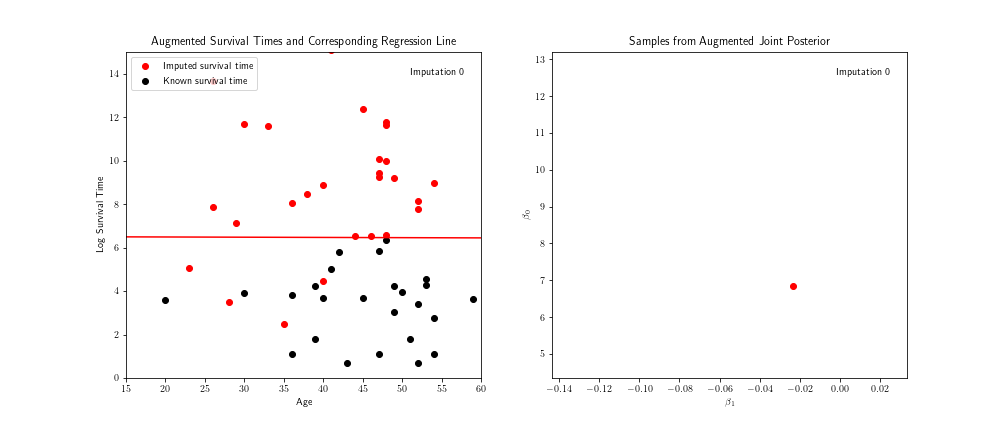 Augmented Survival Times and Corresponding Regression Line
Imputed survival time
Known survival time
Imputation 0
Log Survival Time
14
12
10
8
6
4
2
0
15 20 25 30 35 40 45 50 55 60
Age
Samples from Augmented Joint Posterior
Imputation 0
β₀
13
12
11
10
9
8
7
6
5
−0.14 −0.12 −0.10 −0.08 −0.06 −0.04 −0.02 0.00 0.02
β₁